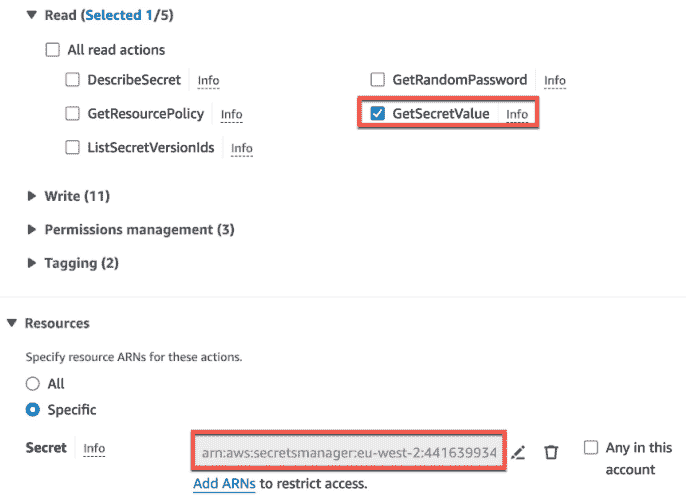 Read (Selected 1/5)
All read actions
DescribeSecret Info GetRandomPassword Info
GetResourcePolicy Info GetSecretValue Info
ListSecretVersionIds Info
Write (11)
Permissions management (3)
Tagging (2)
Resources
Specify resource ARNs for these actions.
All
Specific
Secret Info arn:aws:secretsmanager:eu-west-2:441639934 Any in this
account
Add ARNs to restrict access.